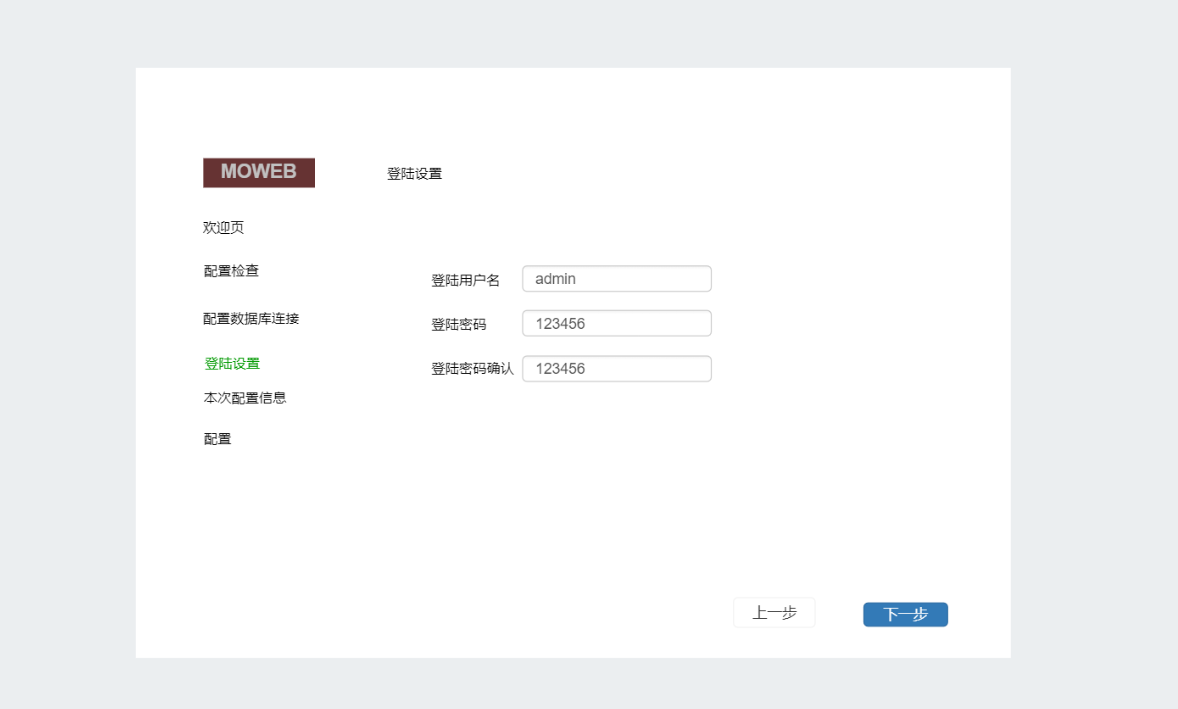 MOWEB
登陆设置
欢迎页
配置检查
登陆用户名 admin
配置数据库连接
登陆密码 123456
登陆设置
登陆密码确认 123456
本次配置信息
配置
上一步
下一步